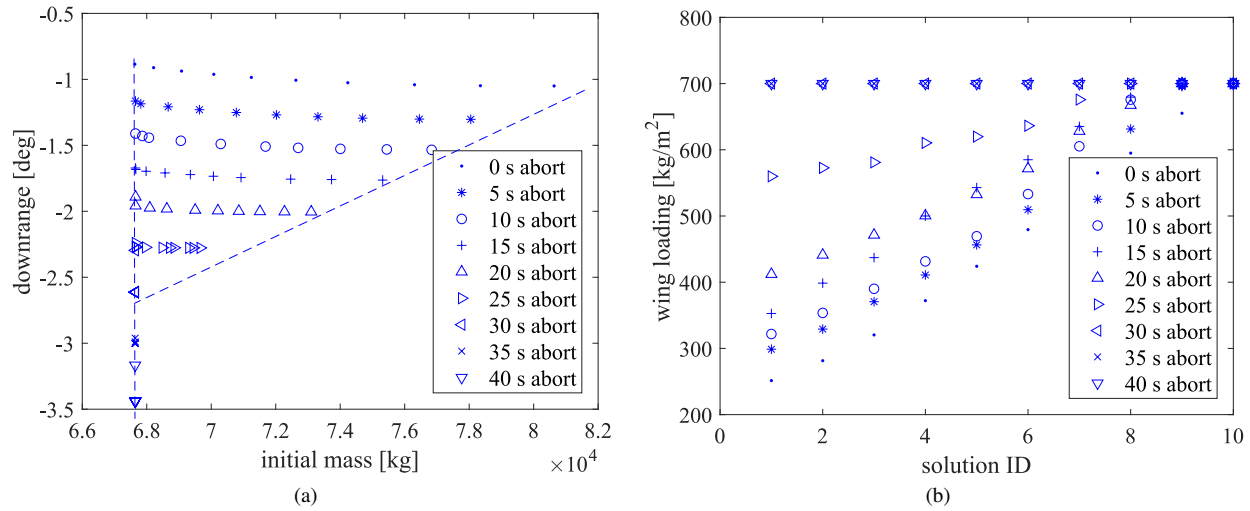 -0.5
-1
-1.5
-2
-2.5
-3
-3.5
downrange [deg]
6.6 6.8 7 7.2 7.4 7.6 7.8 8 8.2
× 10⁴
initial mass [kg]
0 s abort
5 s abort
10 s abort
15 s abort
20 s abort
25 s abort
30 s abort
35 s abort
40 s abort
(a)
800
700
600
500
400
300
200
wing loading [kg/m²]
0 2 4 6 8 10
solution ID
0 s abort
5 s abort
10 s abort
15 s abort
20 s abort
25 s abort
30 s abort
35 s abort
40 s abort
(b)